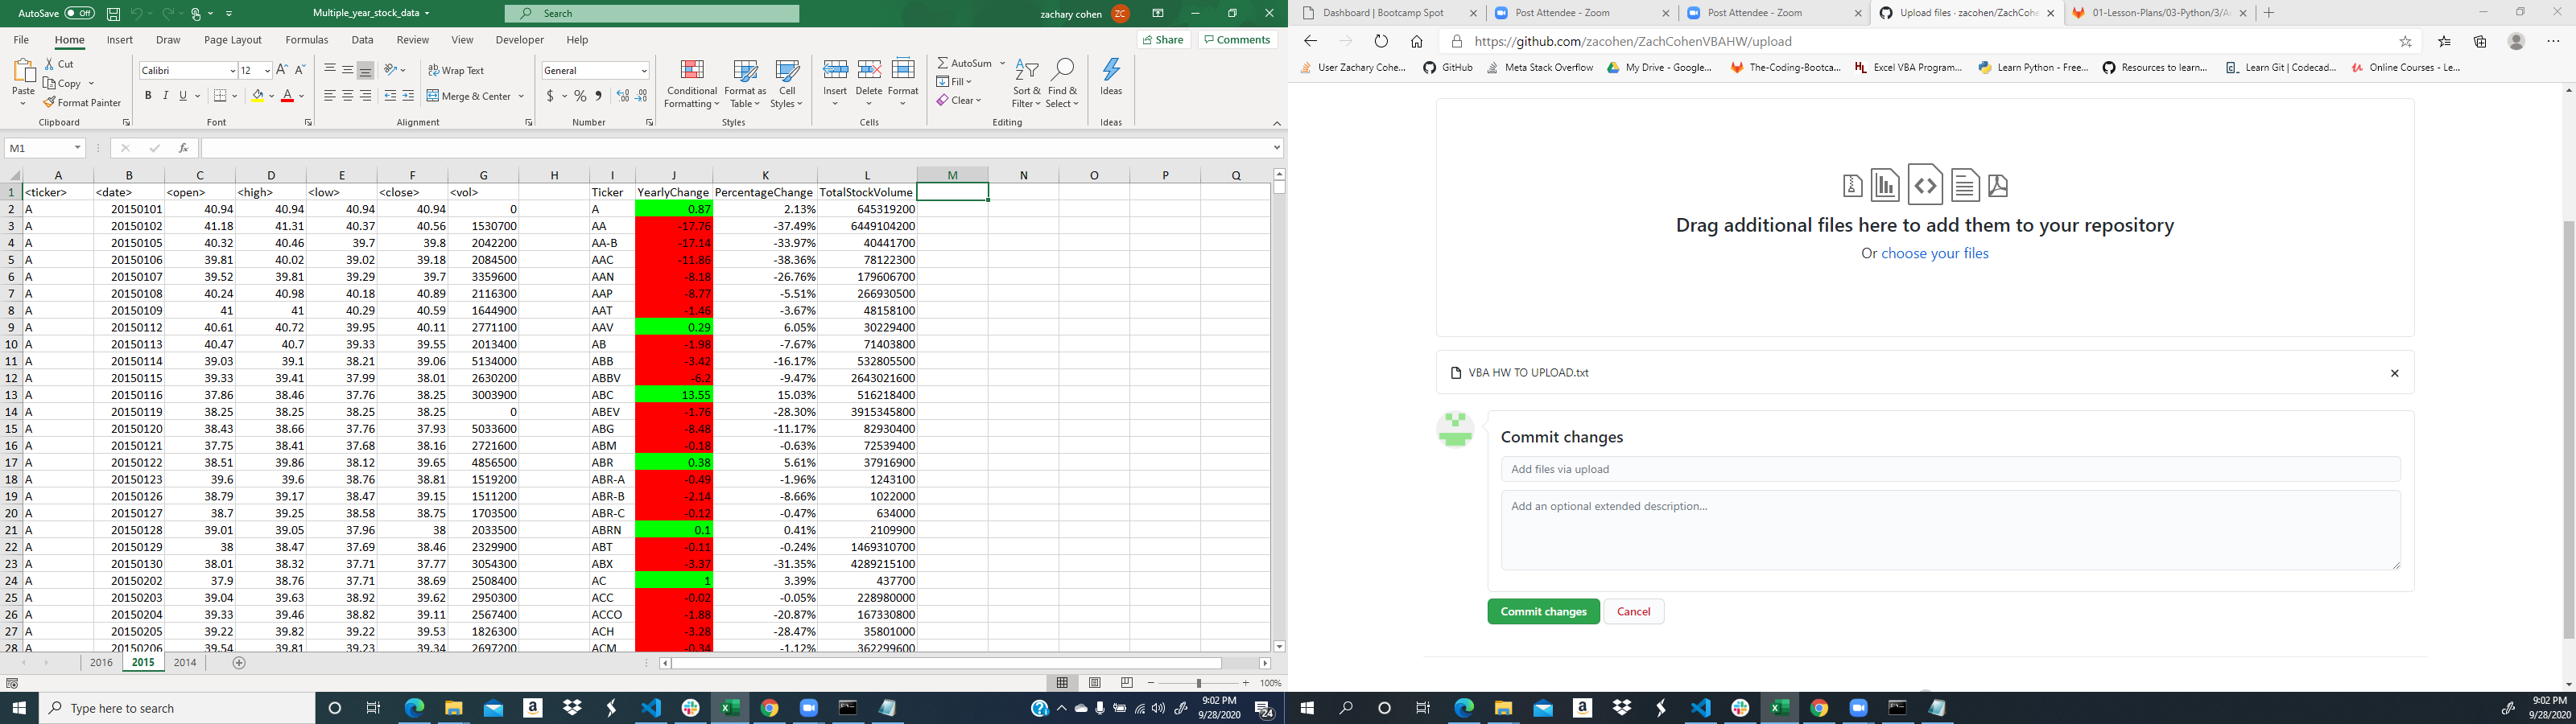 AutoSave Off Multiple_year_stock_data Search zachary cohen ZC
File Home Insert Draw Page Layout Formulas Data Review View Developer Help Share Comments
Paste Cut Copy Format Painter Clipboard
Calibri 12 A A B I U A Font
Wrap Text Merge & Center Alignment
General $ % Number
Conditional Formatting Format as Table Cell Styles Styles
Insert Delete Format Cells
AutoSum Fill Clear Sort & Filter Find & Select Editing
Ideas Ideas
M1 fx
A B C D E F G H I J K L M N O P Q
1 <ticker> <date> <open> <high> <low> <close> <vol> Ticker YearlyChange PercentageChange TotalStockVolume
2 A 20150101 40.94 40.94 40.94 40.94 0 A 0.87 2.13% 645319200
3 A 20150102 41.18 41.31 40.37 40.56 1530700 AA -17.76 -37.49% 6449104200
4 A 20150105 40.32 40.46 39.7 39.8 2042200 AA-B -17.14 -33.97% 40441700
5 A 20150106 39.81 40.02 39.02 39.18 2084500 AAC -11.86 -38.36% 78122300
6 A 20150107 39.52 39.81 39.29 39.7 3359600 AAN -8.18 -26.76% 179606700
7 A 20150108 40.24 40.98 40.18 40.89 2116300 AAP -8.77 -5.51% 266930500
8 A 20150109 41 41 40.29 40.59 1644900 AAT -1.46 -3.67% 48158100
9 A 20150112 40.61 40.72 39.95 40.11 2771100 AAV 0.29 6.05% 30229400
10 A 20150113 40.47 40.7 39.33 39.55 2013400 AB -1.98 -7.67% 71403800
11 A 20150114 39.03 39.1 38.21 39.06 5134000 ABB -3.42 -16.17% 532805500
12 A 20150115 39.33 39.41 37.99 38.01 2630200 ABBV -6.2 -9.47% 2643021600
13 A 20150116 37.86 38.46 37.76 38.25 3003900 ABC 13.55 15.03% 516218400
14 A 20150119 38.25 38.25 38.25 38.25 0 ABEV -1.76 -28.30% 3915345800
15 A 20150120 38.43 38.66 37.76 37.93 5033600 ABG -8.48 -11.17% 82930400
16 A 20150121 37.75 38.41 37.68 38.16 2721600 ABM -0.18 -0.63% 72539400
17 A 20150122 38.51 39.86 38.12 39.65 4856500 ABR 0.38 5.61% 37916900
18 A 20150123 39.6 39.6 38.76 38.81 1519200 ABR-A -0.49 -1.96% 1243100
19 A 20150126 38.79 39.17 38.47 39.15 1511200 ABR-B -2.14 -8.66% 1022000
20 A 20150127 38.7 39.25 38.58 38.75 1703500 ABR-C -0.12 -0.47% 634000
21 A 20150128 39.01 39.05 37.96 38 2033500 ABRN 0.1 0.41% 2109900
22 A 20150129 38 38.47 37.69 38.46 2329900 ABT -0.11 -0.24% 1469310700
23 A 20150130 38.01 38.32 37.71 37.77 3054300 ABX -3.37 -31.35% 4289215100
24 A 20150202 37.9 38.76 37.71 38.69 2508400 AC 1 3.39% 437700
25 A 20150203 39.04 39.63 38.92 39.62 2950300 ACC -0.02 -0.05% 228980000
26 A 20150204 39.33 39.46 38.82 39.11 2567400 ACCO -1.88 -20.87% 167330800
27 A 20150205 39.22 39.82 39.22 39.53 1826300 ACH -3.28 -28.47% 35801000
28 A 20150206 39.54 39.81 39.23 39.34 2697200 ACM -0.34 -1.12% 362299600
2016 2015 2014
100%
Type here to search 9:02 PM 9/28/2020 24
Dashboard | Bootcamp Spot Post Attendee - Zoom Post Attendee - Zoom Upload files · zacohen/ZachCohe 01-Lesson-Plans/03-Python/3/Ac
https://github.com/zacohen/ZachCohenVBAHW/upload
User Zachary Cohe... GitHub Meta Stack Overflow My Drive - Google... The-Coding-Bootca... Excel VBA Program... Learn Python - Free... Resources to learn... Learn Git | Codecad... Online Courses - Le...
Drag additional files here to add them to your repository
Or choose your files
VBA HW TO UPLOAD.txt
Commit changes
Add files via upload
Add an optional extended description...
Commit changes Cancel
9:02 PM
9/28/2020